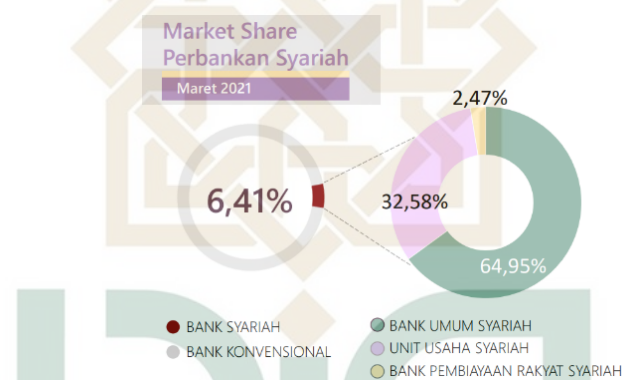 Market Share
Perbankan Syariah
Maret 2021
2,47%
6,41%
32,58%
64,95%
BANK SYARIAH
BANK KONVENSIONAL
BANK UMUM SYARIAH
UNIT USAHA SYARIAH
BANK PEMBIAYAAN RAKYAT SYARIAH